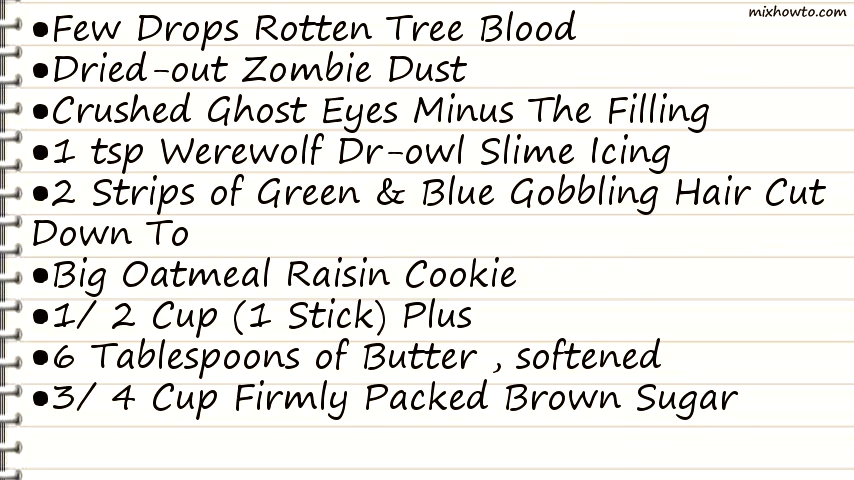 mixhowto.com
•Few Drops Rotten Tree Blood
•Dried-out Zombie Dust
•Crushed Ghost Eyes Minus The Filling
•1 tsp Werewolf Dr-owl Slime Icing
•2 Strips of Green & Blue Gobbling Hair Cut
Down To
•Big Oatmeal Raisin Cookie
•1/ 2 Cup (1 Stick) Plus
•6 Tablespoons of Butter , softened
•3/ 4 Cup Firmly Packed Brown Sugar